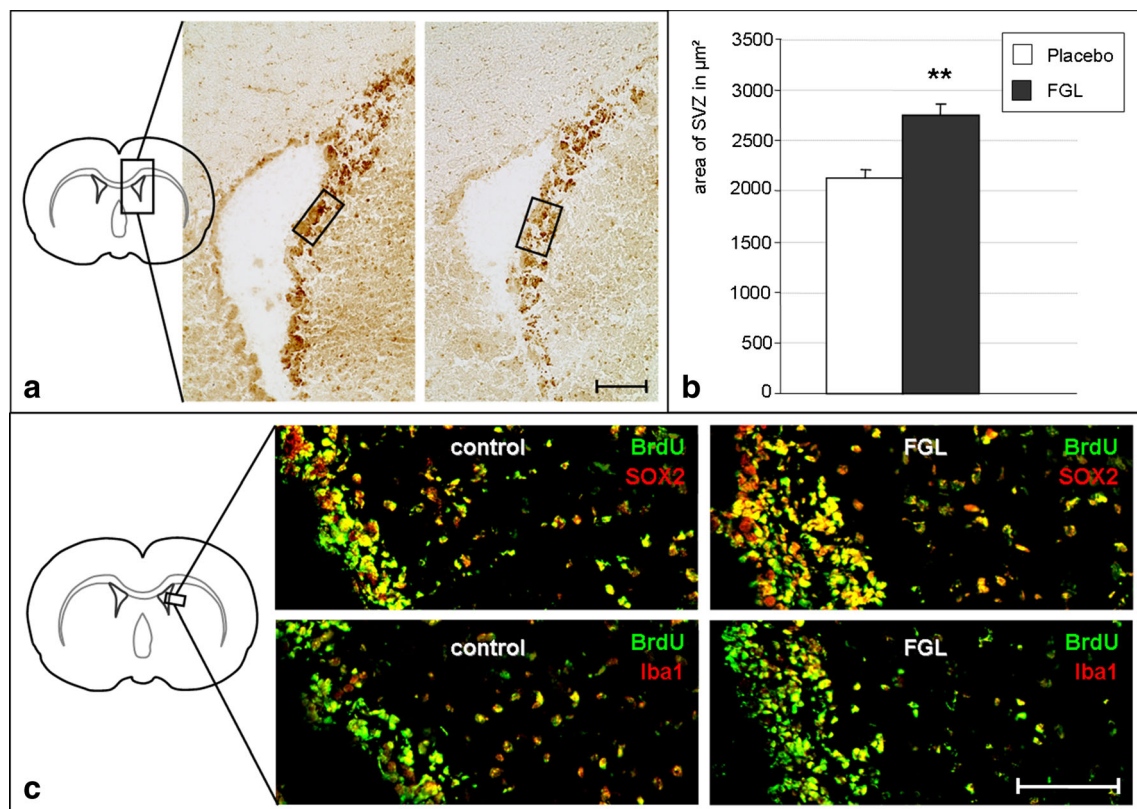 a
area of SVZ in µm²
3500
3000
2500
2000
1500
1000
500
0
**
Placebo
FGL
b
control
BrdU
SOX2
FGL
BrdU
SOX2
control
BrdU
Iba1
FGL
BrdU
Iba1
c